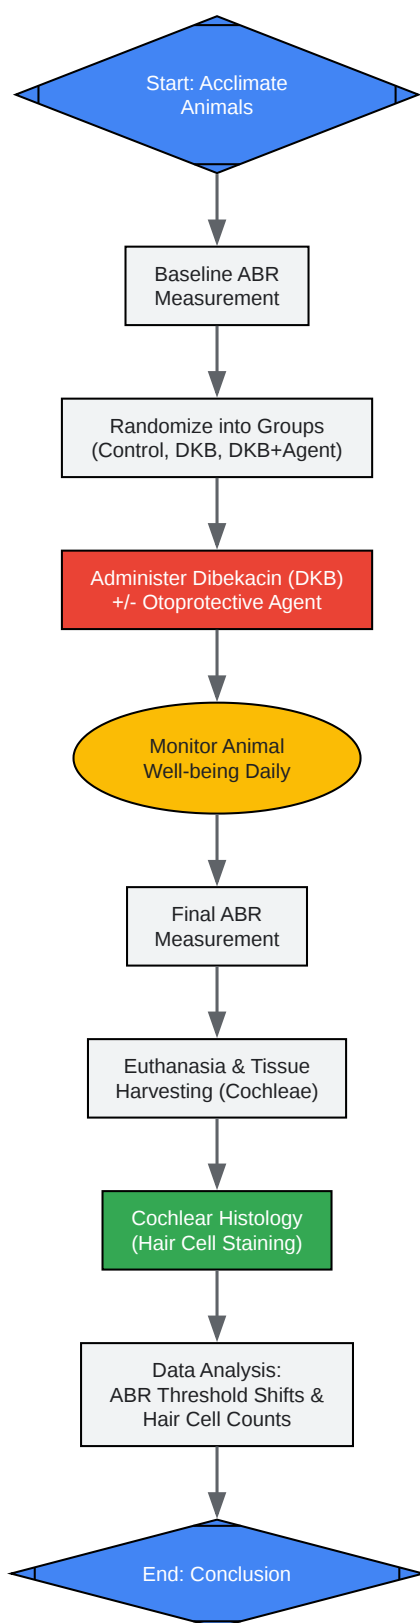 Start: Acclimate
Animals
Baseline ABR
Measurement
Randomize into Groups
(Control, DKB, DKB+Agent)
Administer Dibekacin (DKB)
+/- Otoprotective Agent
Monitor Animal
Well-being Daily
Final ABR
Measurement
Euthanasia & Tissue
Harvesting (Cochleae)
Cochlear Histology
(Hair Cell Staining)
Data Analysis:
ABR Threshold Shifts &
Hair Cell Counts
End: Conclusion